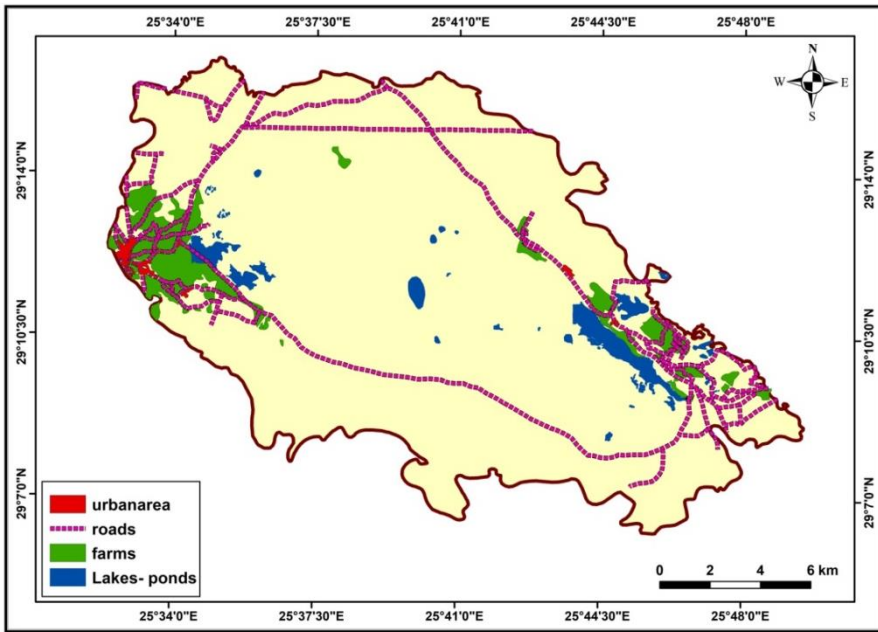 25°34'0"E 25°37'30"E 25°41'0"E 25°44'30"E 25°48'0"E
N
W E
S
29°14'0"N 29°14'0"N
29°10'30"N 29°10'30"N
29°7'0"N 29°7'0"N
urbanarea
roads
farms
Lakes- ponds
0 2 4 6 km
25°34'0"E 25°37'30"E 25°41'0"E 25°44'30"E 25°48'0"E